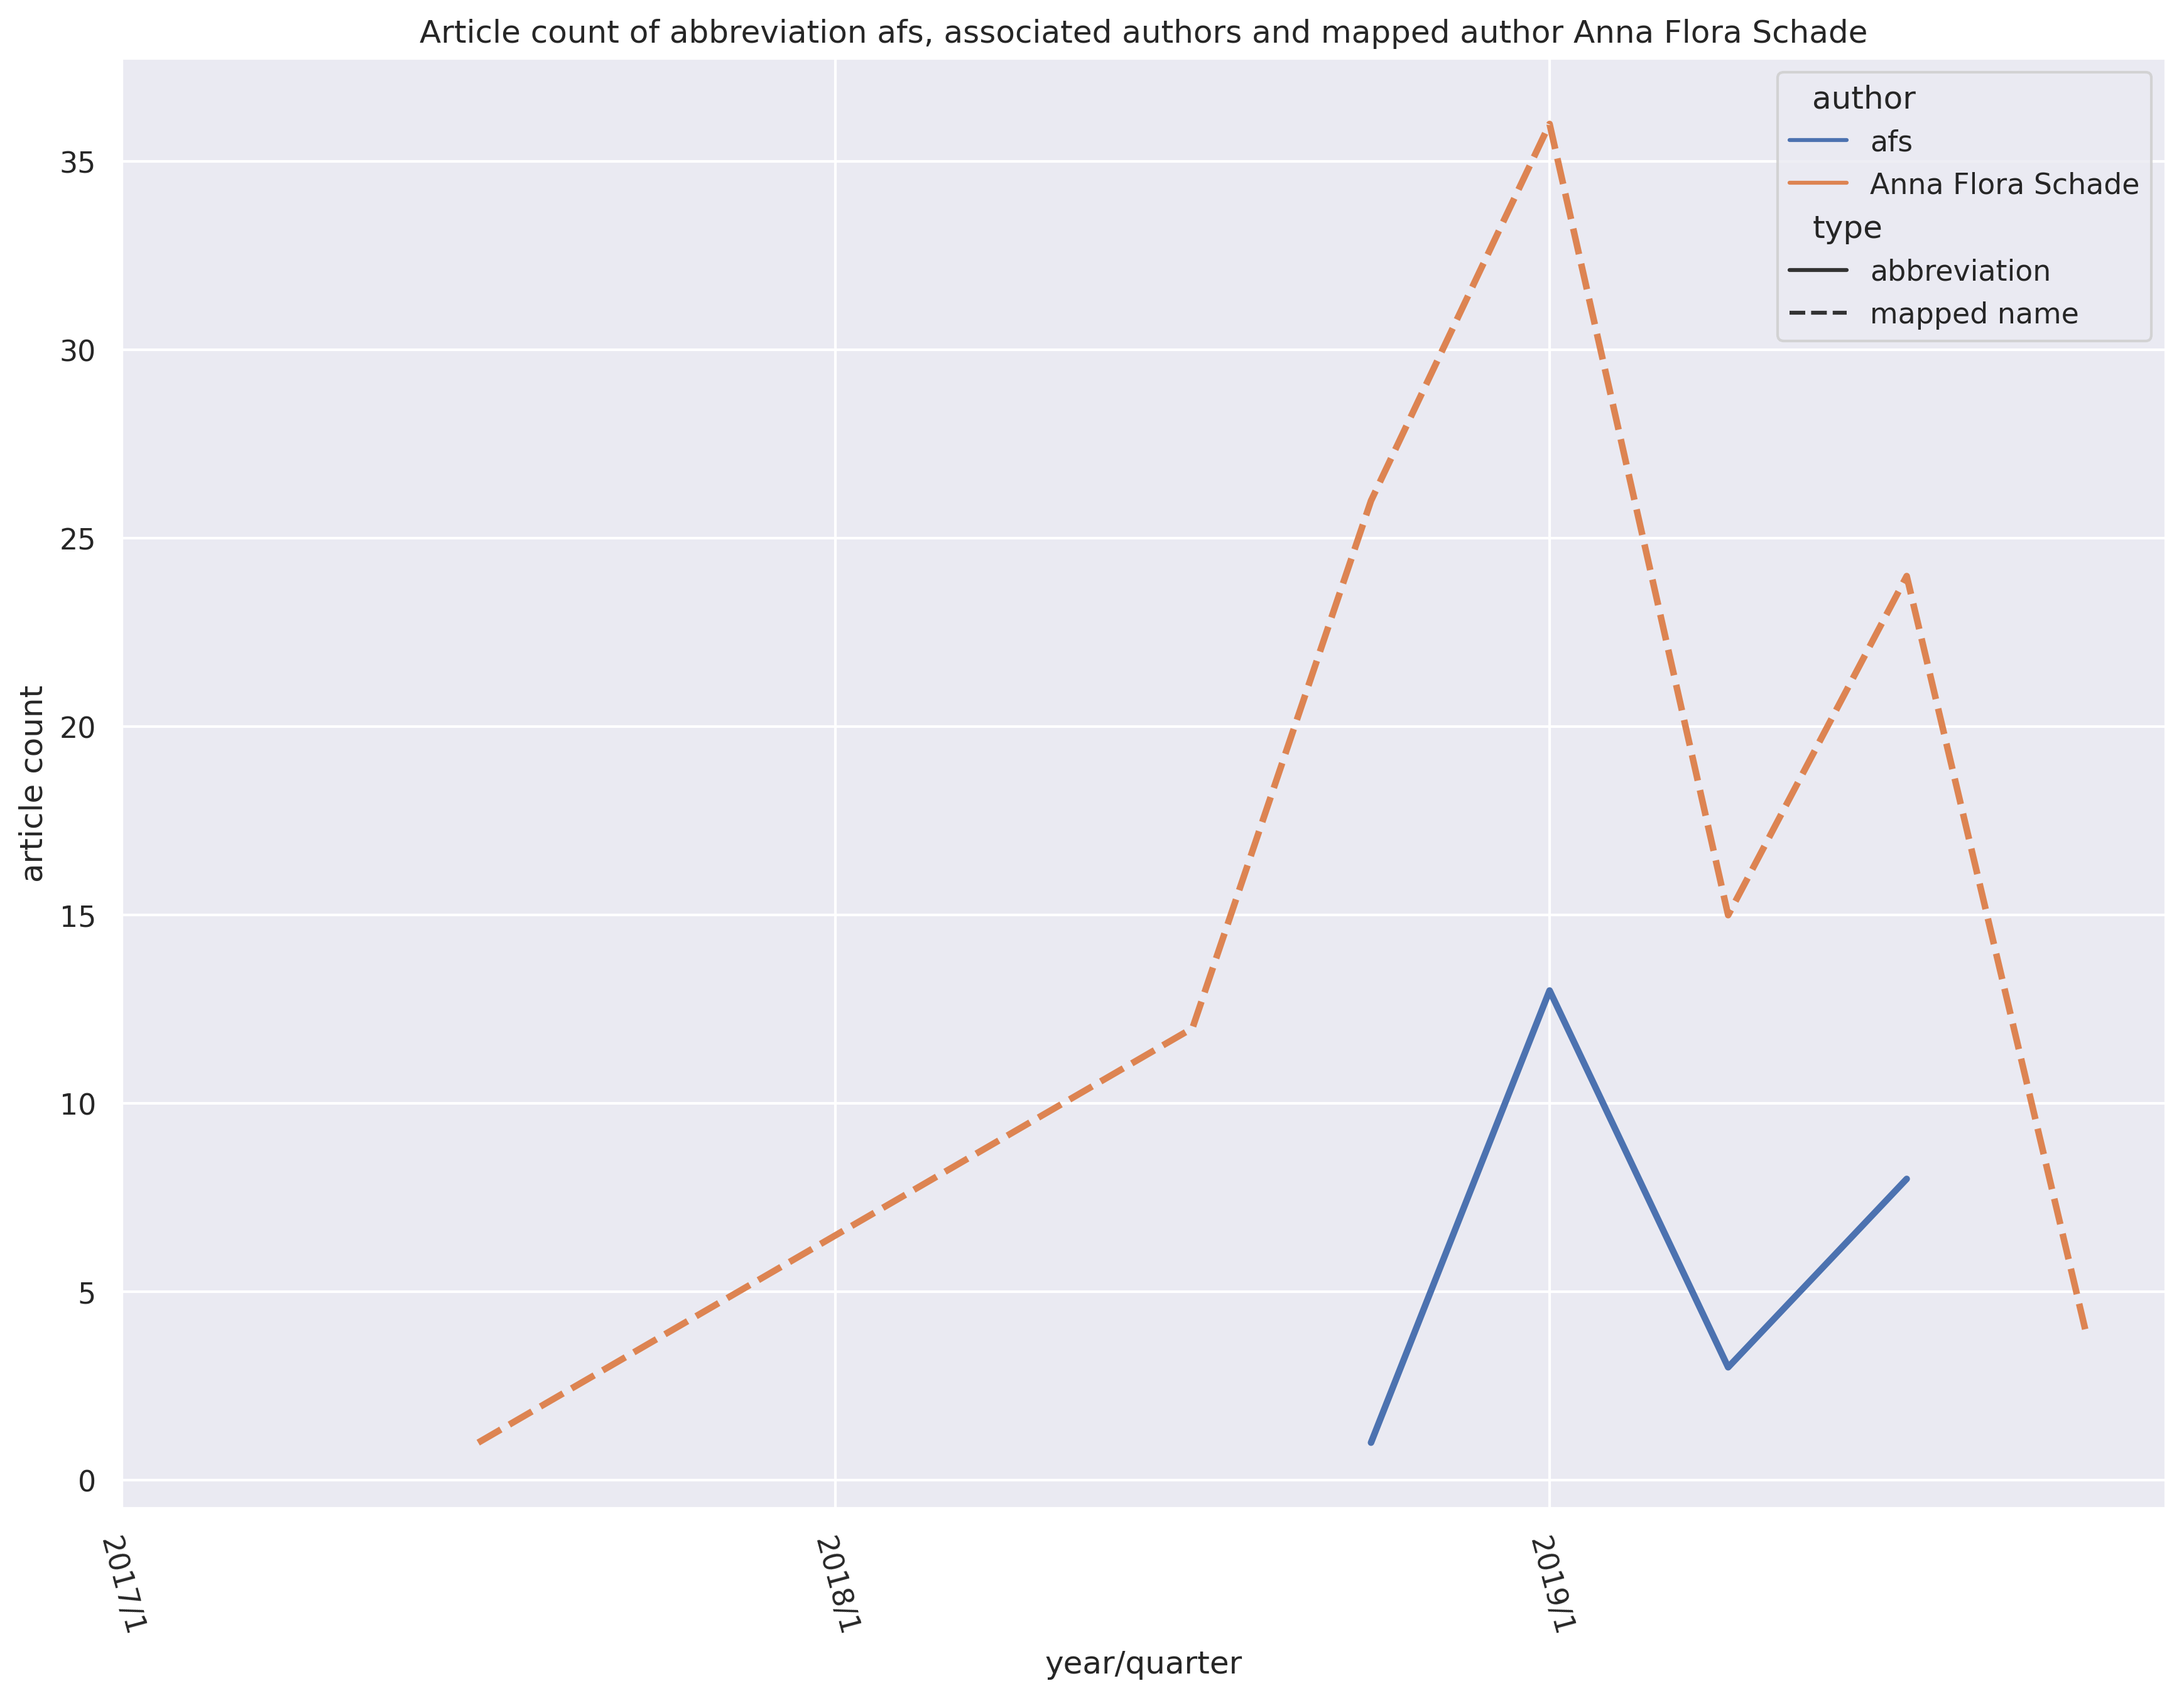 Article count of abbreviation afs, associated authors and mapped author Anna Flora Schade
author
afs
Anna Flora Schade
type
abbreviation
mapped name
article count
35
30
25
20
15
10
5
0
2017/1
2018/1
2019/1
year/quarter